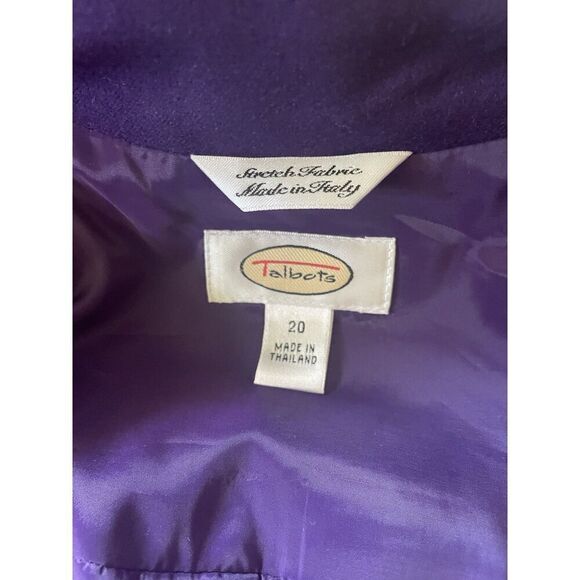 Stretch Fabric
Made in Italy
Talbots
20
MADE IN
THAILAND